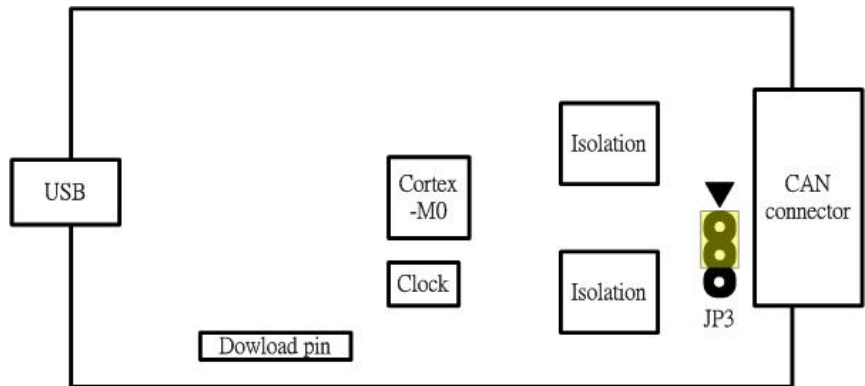 USB
Cortex
-M0
Clock
Dowload pin
Isolation
Isolation
JP3
CAN
connector